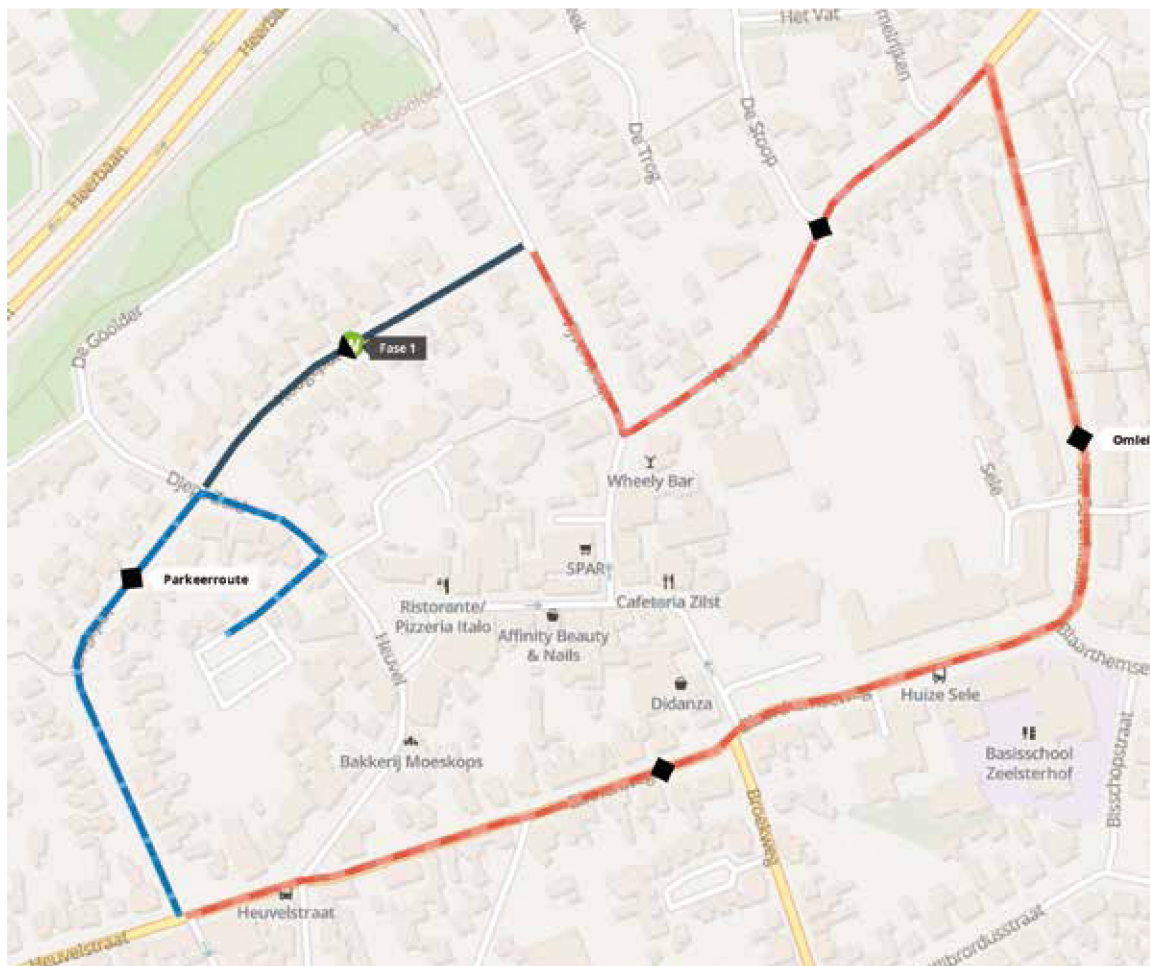 Het Vat
Heerbaan
De Goolder
De Stoop
De Trog
Heerbaan
De Goolder
Fase 1
Omlei
Wheely Bar
Sele
SPAR
Parkeerroute
Ristorante/
Pizzeria Italo
Cafetaria Zilst
Affinity Beauty
& Nails
Heuvel
Huize Sele
Didanza
Blaarthemse
Basisschool
Zeelsterhof
Bakkerij Moeskops
Broekweg
Bisschopstraat
Heuvelstraat
Heuvelstraat
llibrordusstraat